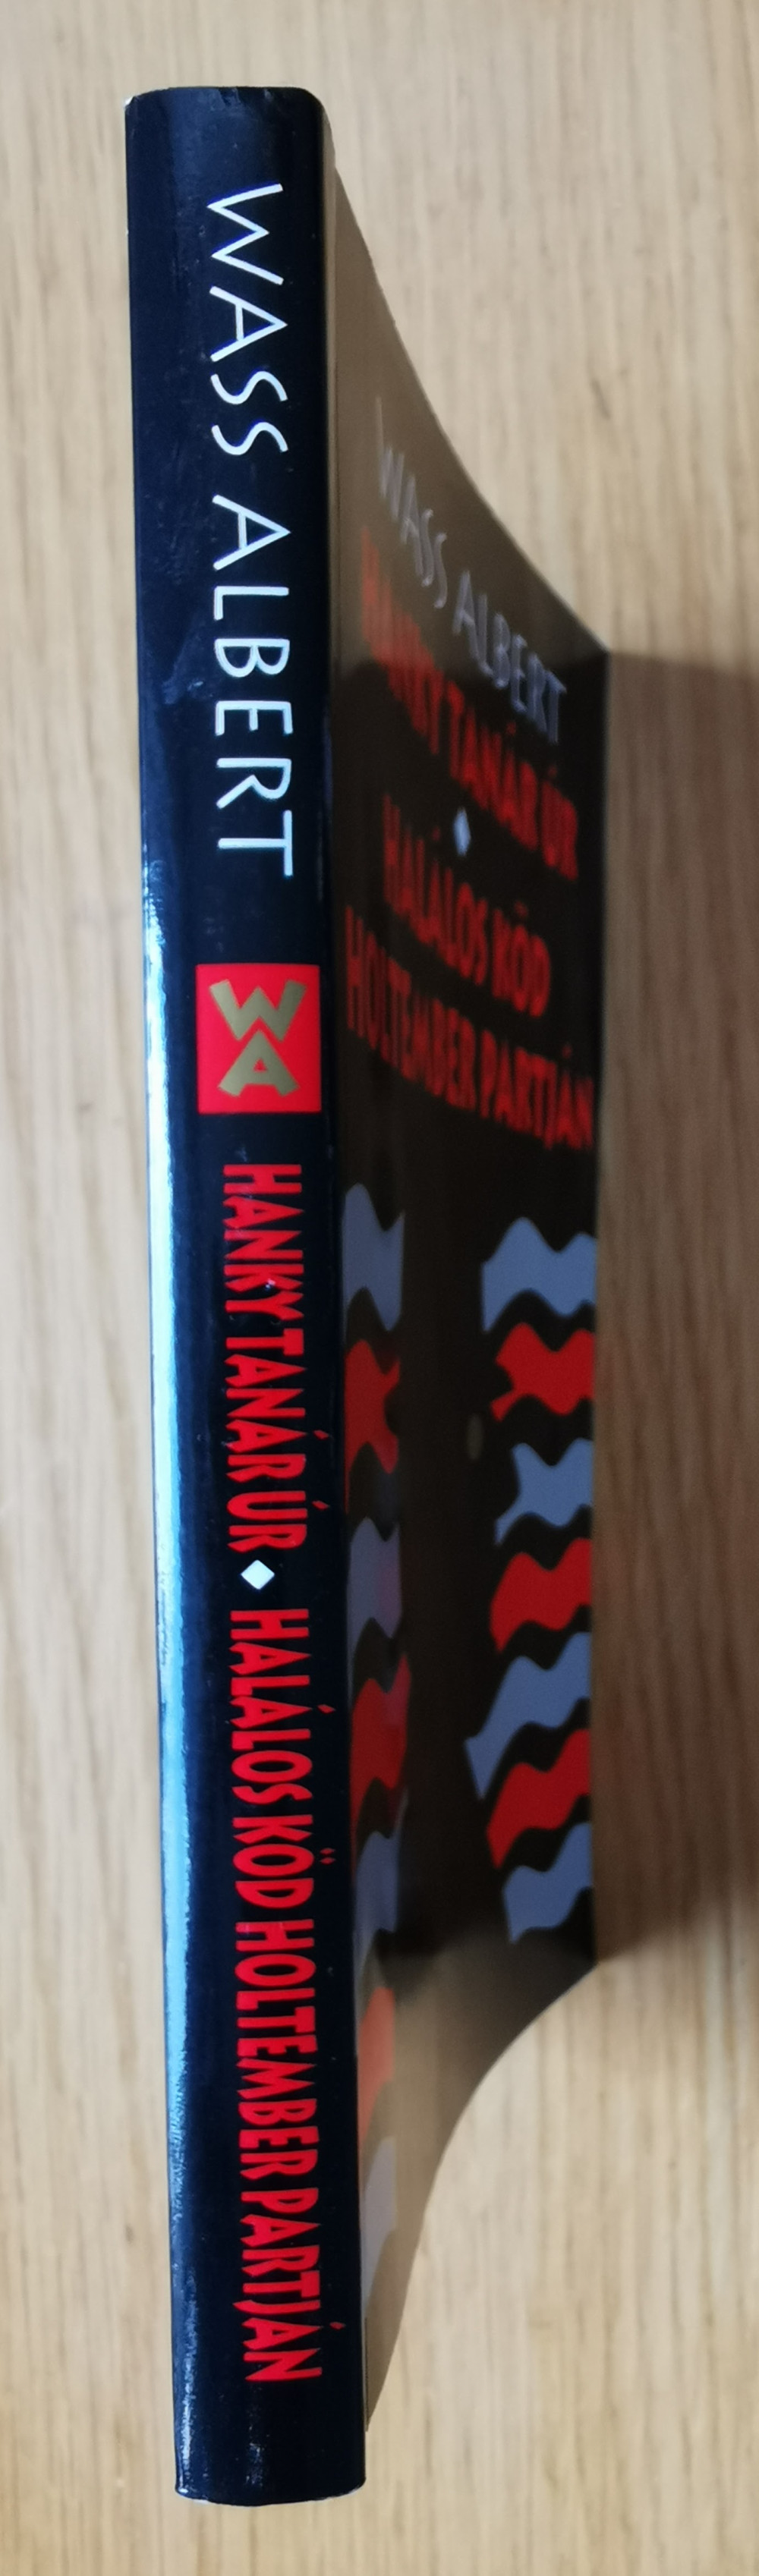 WASS ALBERT
WA
HANKY TANÁR ÚR ◆ HALÁLOS KÖD HOLTEMBER PARTJÁN
WASS ALBERT
HANKY TANÁR ÚR
◆
HALÁLOS KÖD
HOLTEMBER PARTJÁN